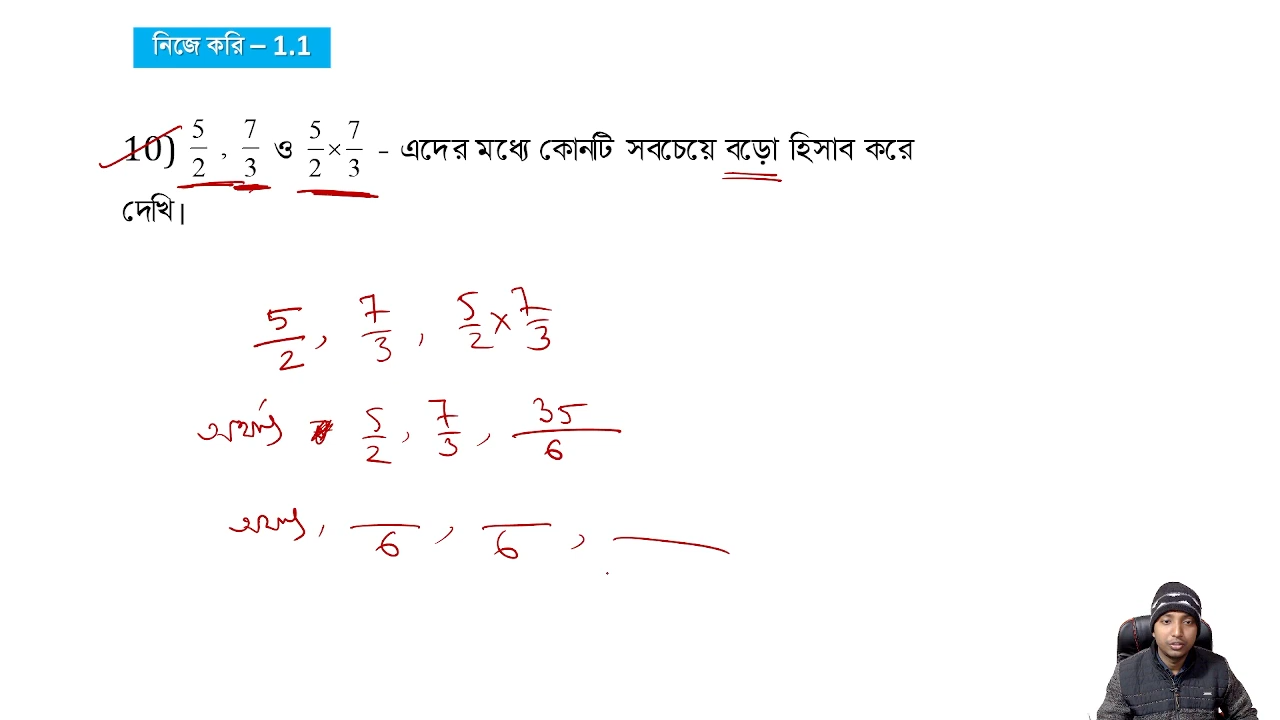 নিজে করি – 1.1
10) 5/2 , 7/3 ও 5/2 × 7/3 – এদের মধ্যে কোনটি সবচেয়ে বড়ো হিসাব করে
দেখি।
5/2 , 7/3 , 5/2 × 7/3
অর্থাৎ 5/2 , 7/3 , 35/6
অর্থাৎ, /6 , /6 ,